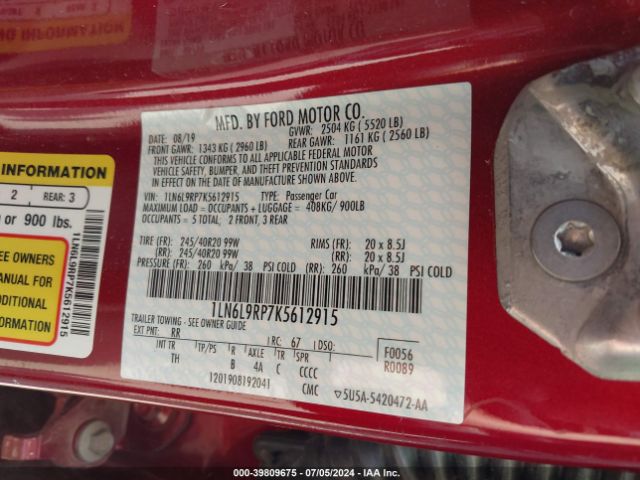 MFD. BY FORD MOTOR CO.
DATE: 08/19 GVWR: 2504 KG ( 5520 LB)
FRONT GAWR: 1343 KG ( 2960 LB) REAR GAWR: 1161 KG ( 2560 LB)
THIS VEHICLE CONFORMS TO ALL APPLICABLE FEDERAL MOTOR
VEHICLE SAFETY, BUMPER, AND THEFT PREVENTION STANDARDS
IN EFFECT ON THE DATE OF MANUFACTURE SHOWN ABOVE.
VIN: 1LN6L9RP7K5612915 TYPE: Passenger Car
MAXIMUM LOAD = OCCUPANTS + LUGGAGE = 408KG/900LB
OCCUPANTS = 5 TOTAL, 2 FRONT, 3 REAR
TIRE (FR): 245/40R20 99W RIMS (FR): 20 x 8.5J
(RR): 245/40R20 99W (RR): 20 x 8.5J
PRESSURE (FR): 260 kPa/ 38 PSI COLD (RR): 260 kPa/ 38 PSI COLD
1LN6L9RP7K5612915
TRAILER TOWING - SEE OWNER GUIDE
EXT PNT: RR RC: 67 DSO: F0056
INT TR TP/PS R AXLE TR SPR R0089
TH B 4A C CCCC
1201908192041 CMC 5U5A-5420472-AA
INFORMATION
2 REAR: 3
or 900 lbs.
SEE OWNERS
MANUAL FOR
ADDITIONAL
INFORMATION
1LN6L9RP7K5612915
000-39809675 / 07/05/2024 / IAA Inc.